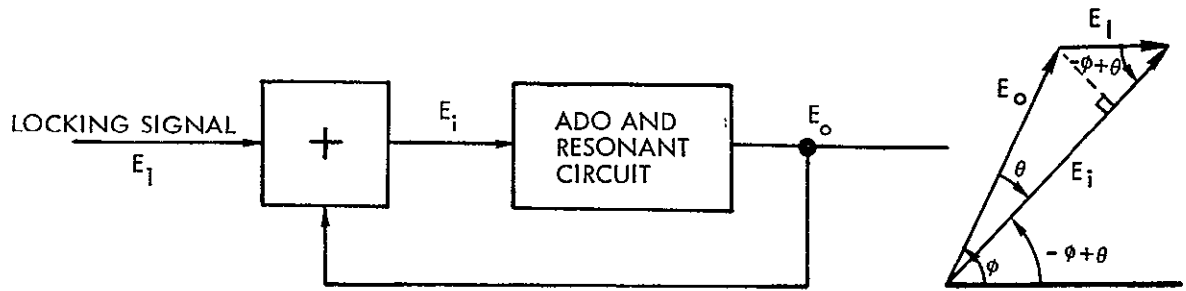 LOCKING SIGNAL
E1
+
Ei
ADO AND
RESONANT
CIRCUIT
Eo
E1
-ϕ+θ
Eo
θ
Ei
ϕ
-ϕ+θ